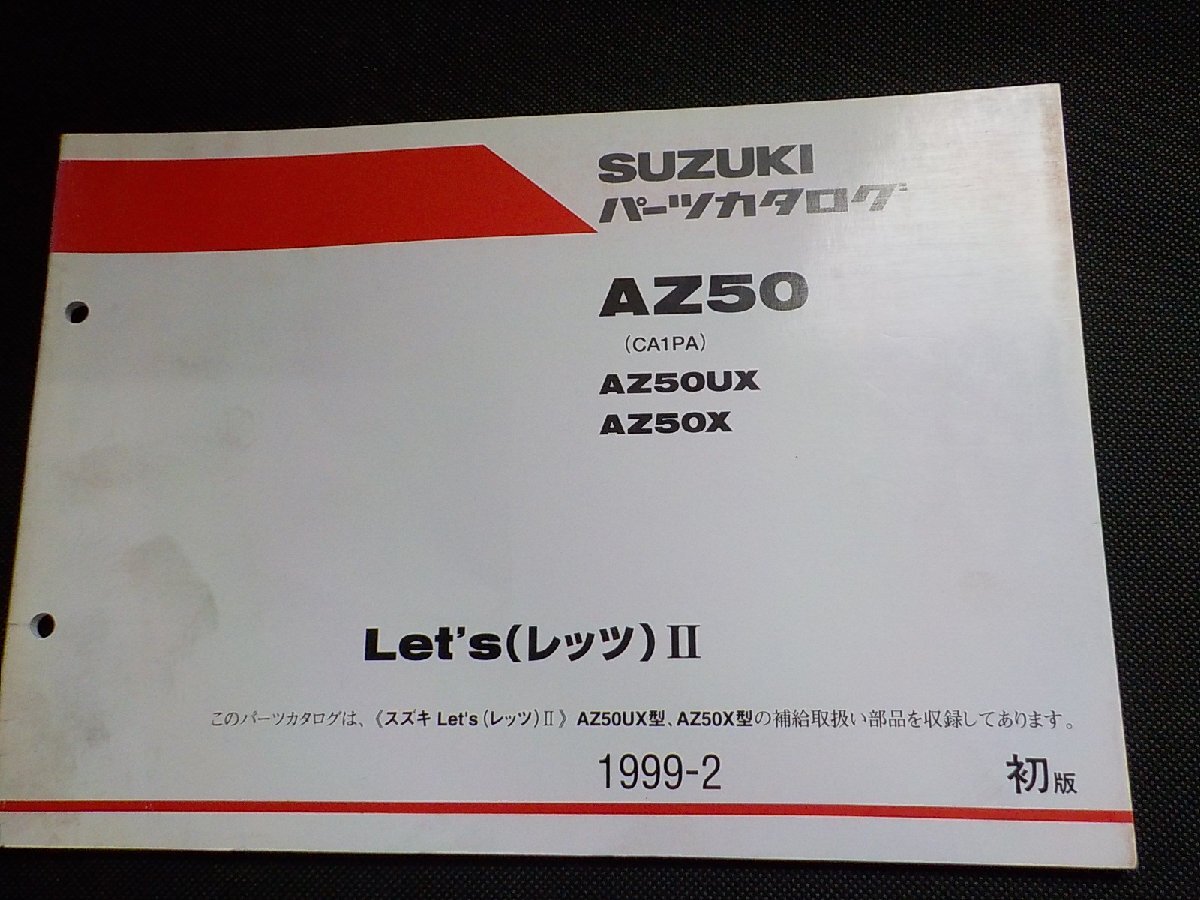 SUZUKI
パーツカタログ
AZ50
(CA1PA)
AZ50UX
AZ50X
Let's(レッツ)II
このパーツカタログは、《スズキ Let's(レッツ)II》AZ50UX型、AZ50X型の補給取扱い部品を収録してあります。
1999-2 初版